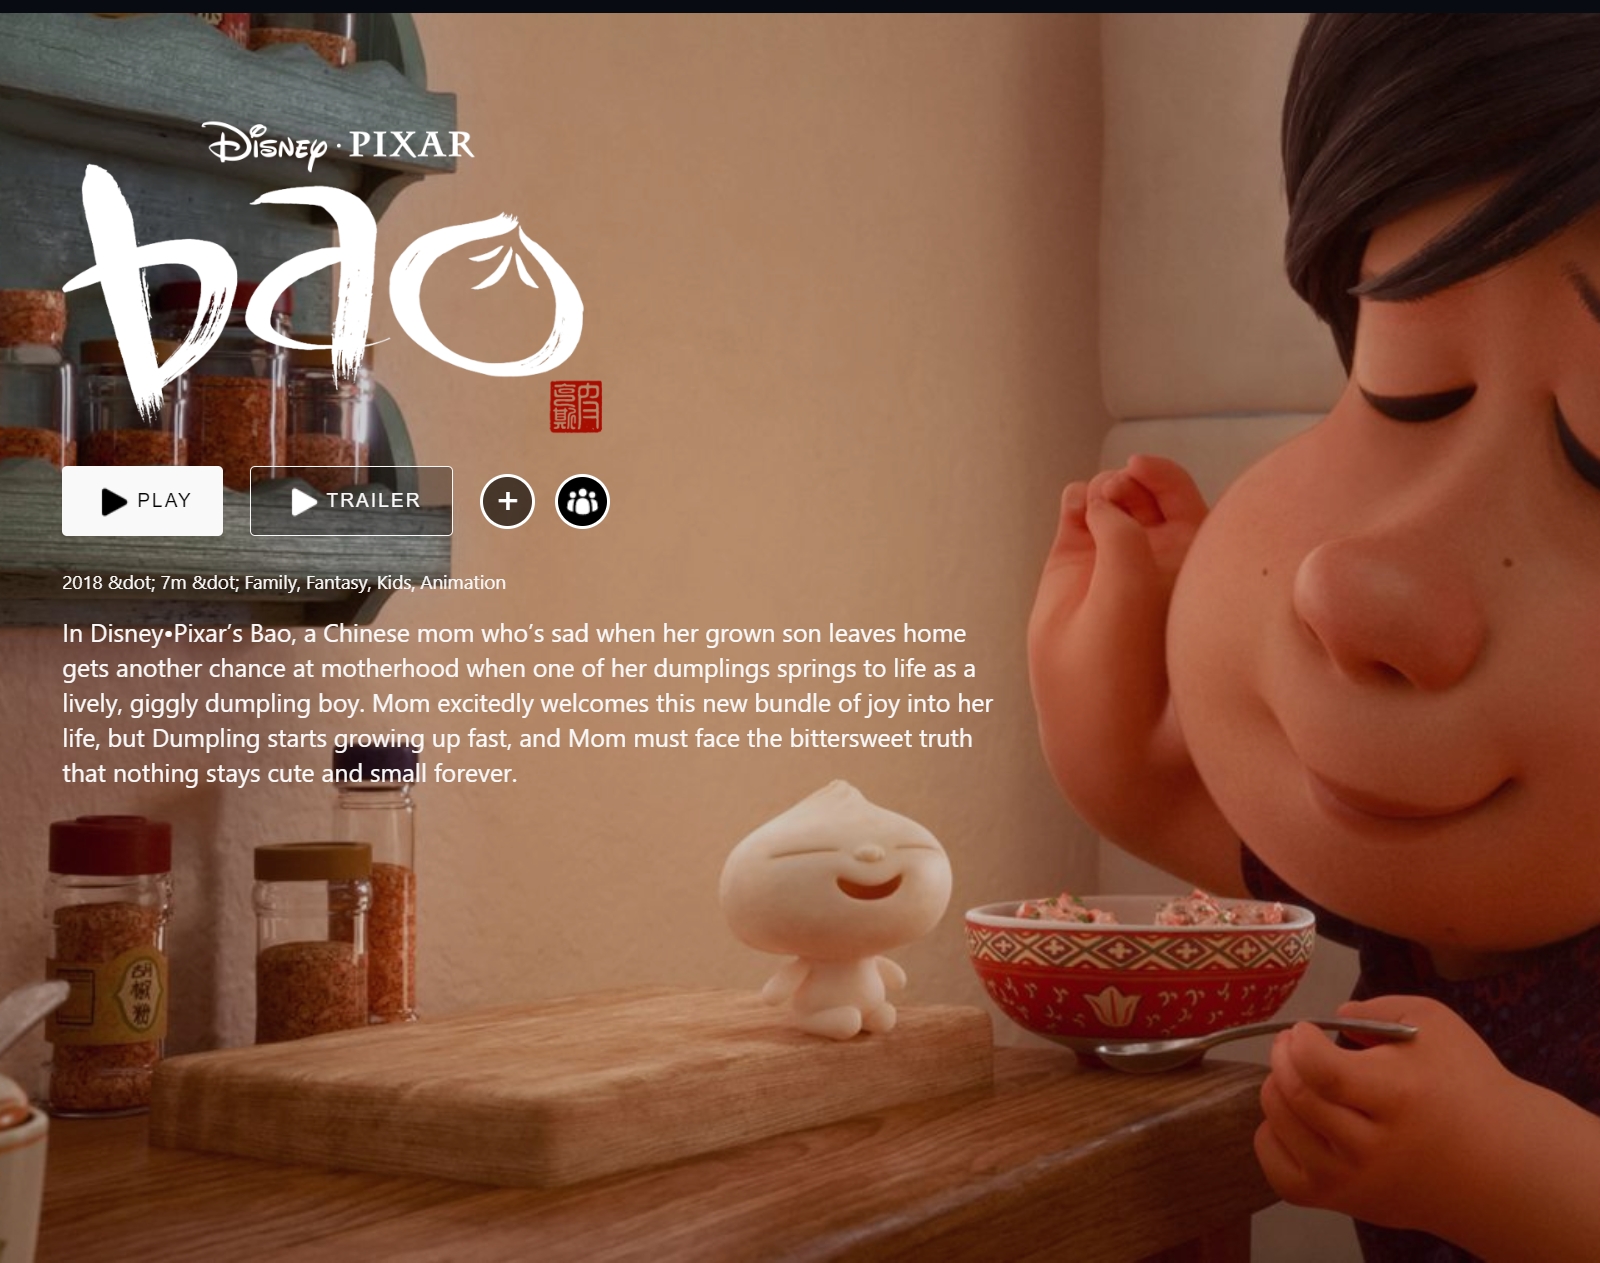 Disney · PIXAR
bao
PLAY
TRAILER
2018 &dot; 7m &dot; Family, Fantasy, Kids, Animation
In Disney•Pixar’s Bao, a Chinese mom who’s sad when her grown son leaves home
gets another chance at motherhood when one of her dumplings springs to life as a
lively, giggly dumpling boy. Mom excitedly welcomes this new bundle of joy into her
life, but Dumpling starts growing up fast, and Mom must face the bittersweet truth
that nothing stays cute and small forever.
胡椒粉